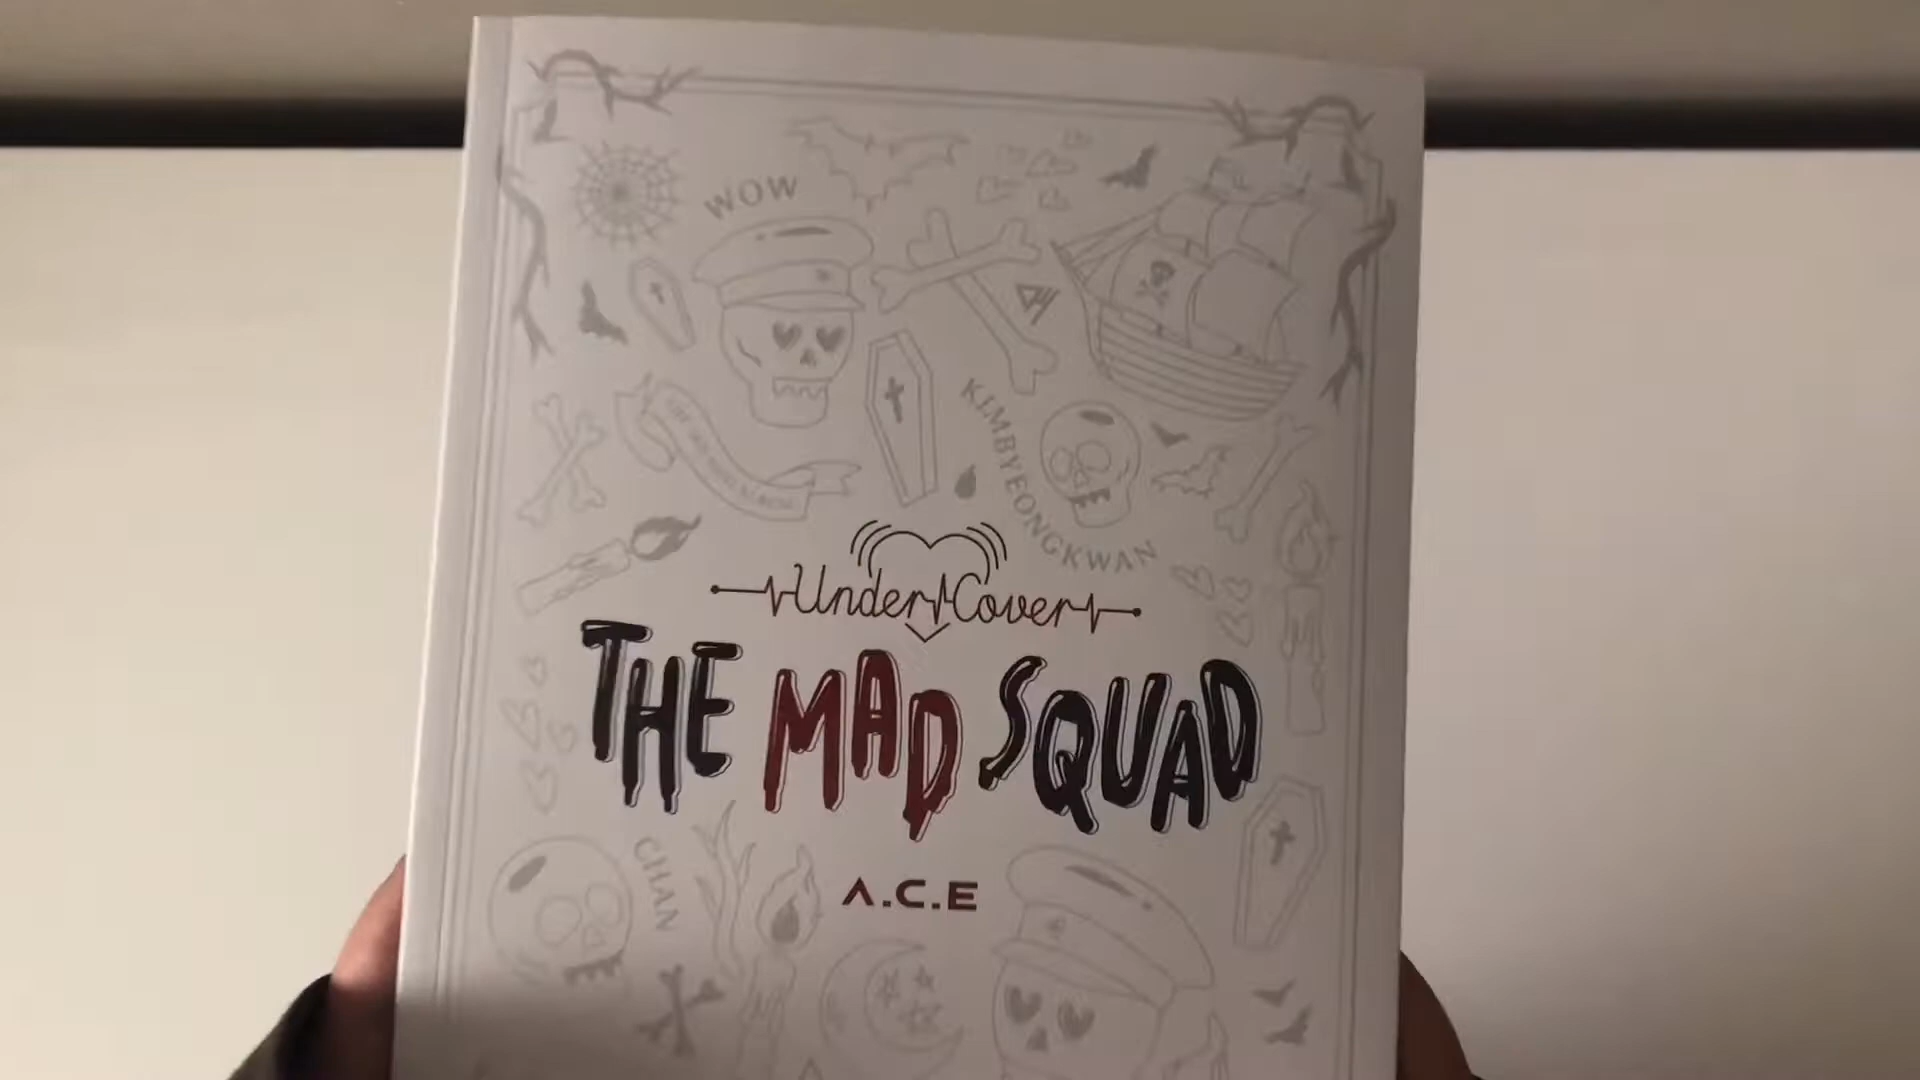 WOW
KIMBYEONGKWAN
Under Cover
THE MAD SQUAD
CHAN
A.C.E